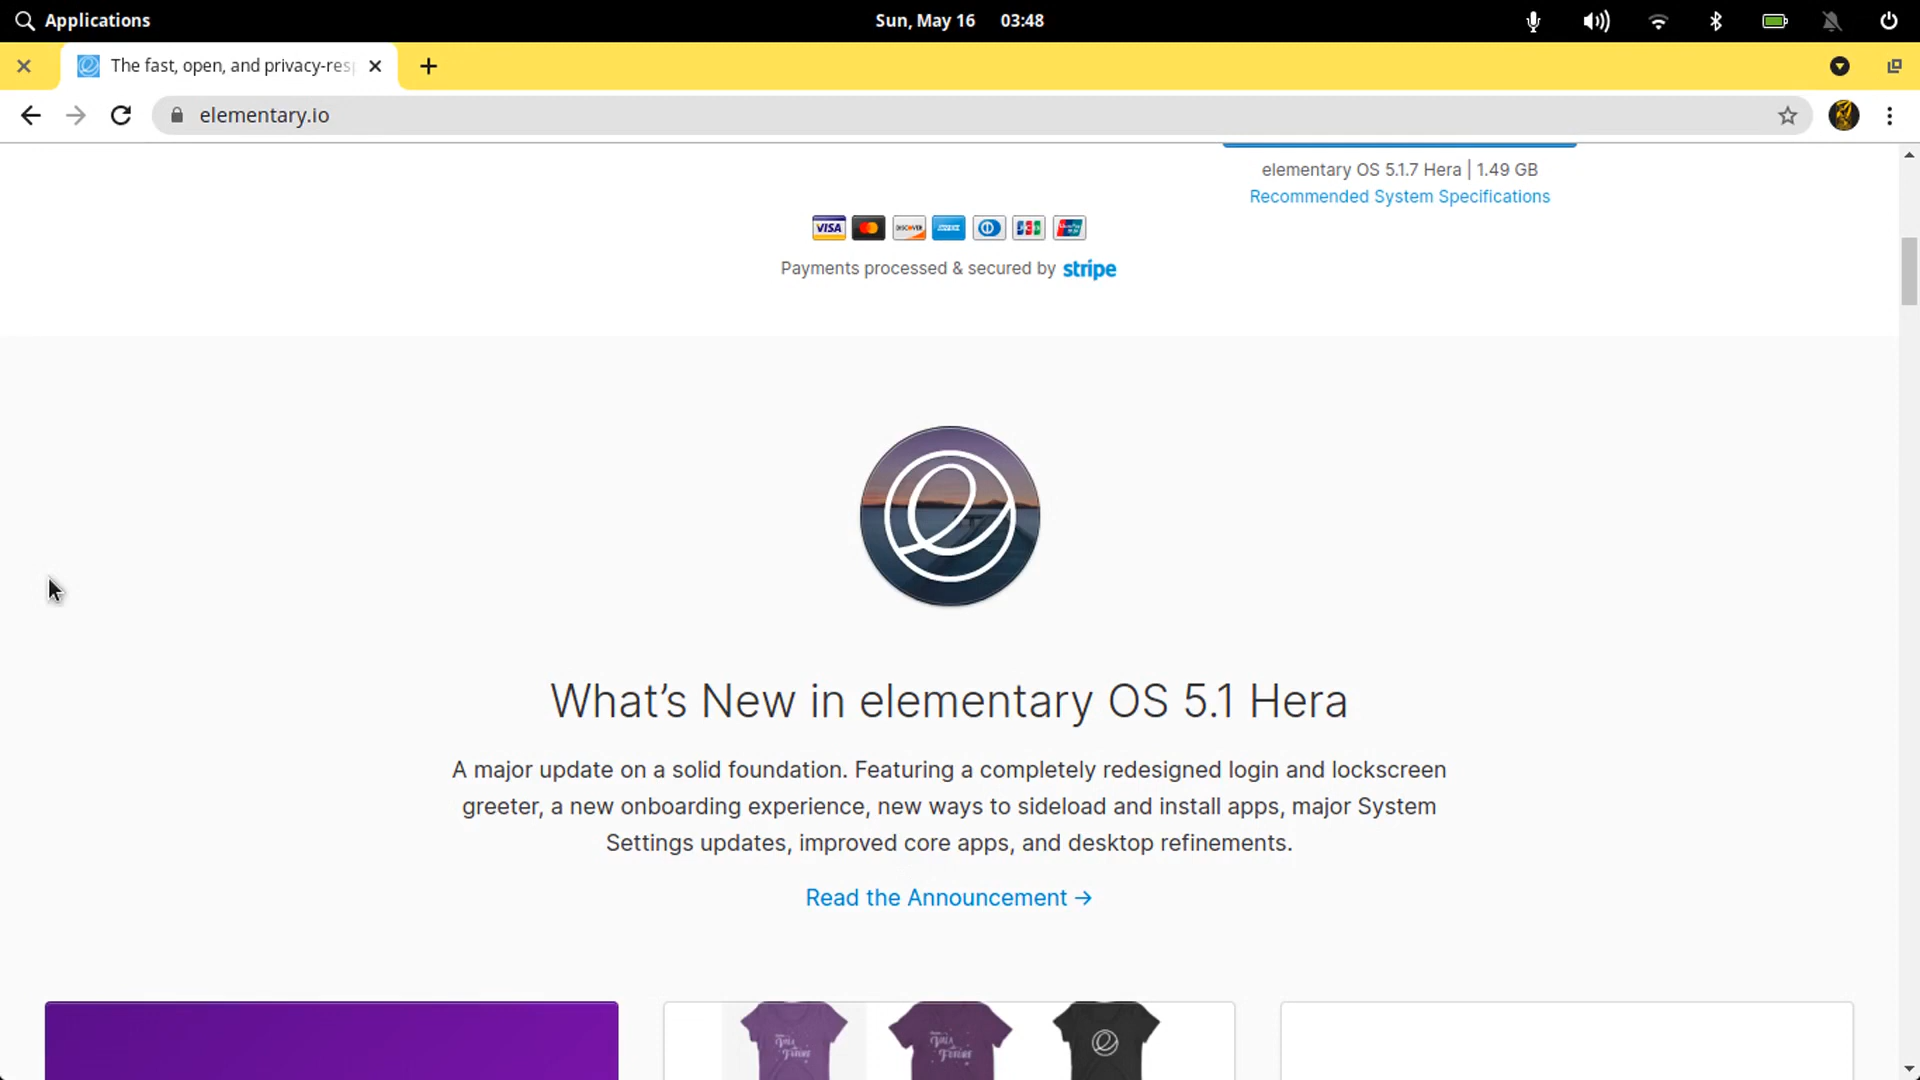 Applications
Sun, May 16 03:48
The fast, open, and privacy-res
elementary.io
elementary OS 5.1.7 Hera | 1.49 GB
Recommended System Specifications
VISA DISCOVER JCB
Payments processed & secured by stripe
What's New in elementary OS 5.1 Hera
A major update on a solid foundation. Featuring a completely redesigned login and lockscreen
greeter, a new onboarding experience, new ways to sideload and install apps, major System
Settings updates, improved core apps, and desktop refinements.
Read the Announcement →